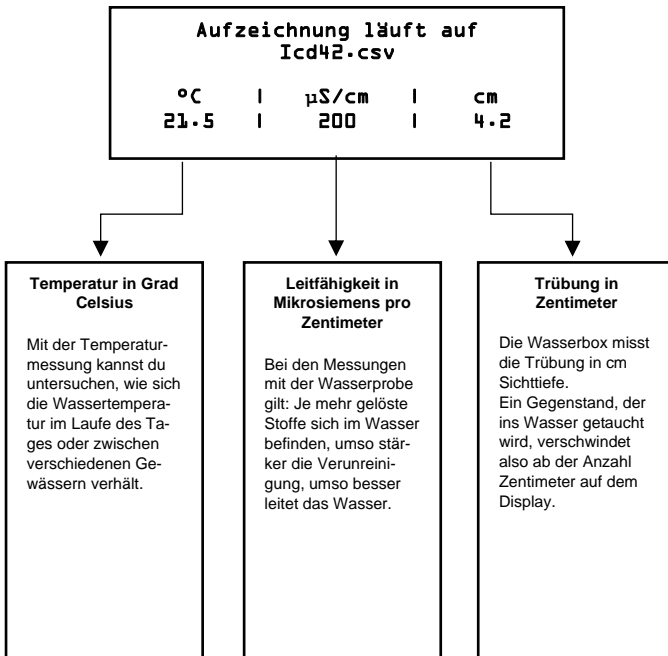 Aufzeichnung läuft auf
Icd42.csv
°C | µS/cm | cm
21.5 | 200 | 4.2
Temperatur in Grad
Celsius
Mit der Temperatur-
messung kannst du
untersuchen, wie sich
die Wassertempera-
tur im Laufe des Ta-
ges oder zwischen
verschiedenen Ge-
wässern verhält.
Leitfähigkeit in
Mikrosiemens pro
Zentimeter
Bei den Messungen
mit der Wasserprobe
gilt: Je mehr gelöste
Stoffe sich im Wasser
befinden, umso stär-
ker die Verunreini-
gung, umso besser
leitet das Wasser.
Trübung in
Zentimeter
Die Wasserbox misst
die Trübung in cm
Sichttiefe.
Ein Gegenstand, der
ins Wasser getaucht
wird, verschwindet
also ab der Anzahl
Zentimeter auf dem
Display.